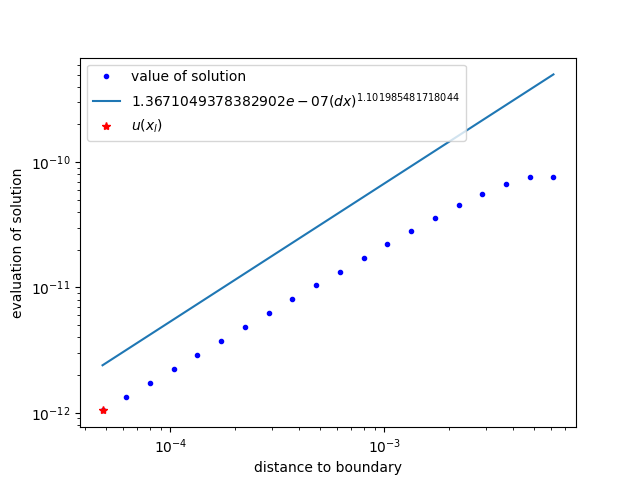 value of solution
1.3671049378382902e − 07(dx)^1.101985481718044
u(x_l)
10^−10
10^−11
10^−12
evaluation of solution
10^−4
10^−3
distance to boundary